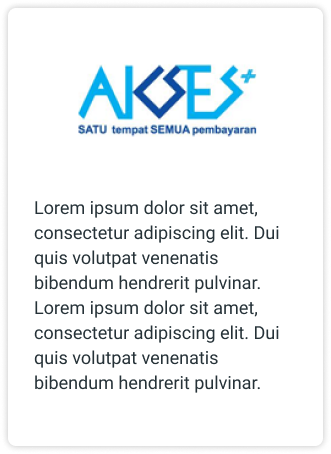 AKSES+
SATU tempat SEMUA pembayaran
Lorem ipsum dolor sit amet,
consectetur adipiscing elit. Dui
quis volutpat venenatis
bibendum hendrerit pulvinar.
Lorem ipsum dolor sit amet,
consectetur adipiscing elit. Dui
quis volutpat venenatis
bibendum hendrerit pulvinar.